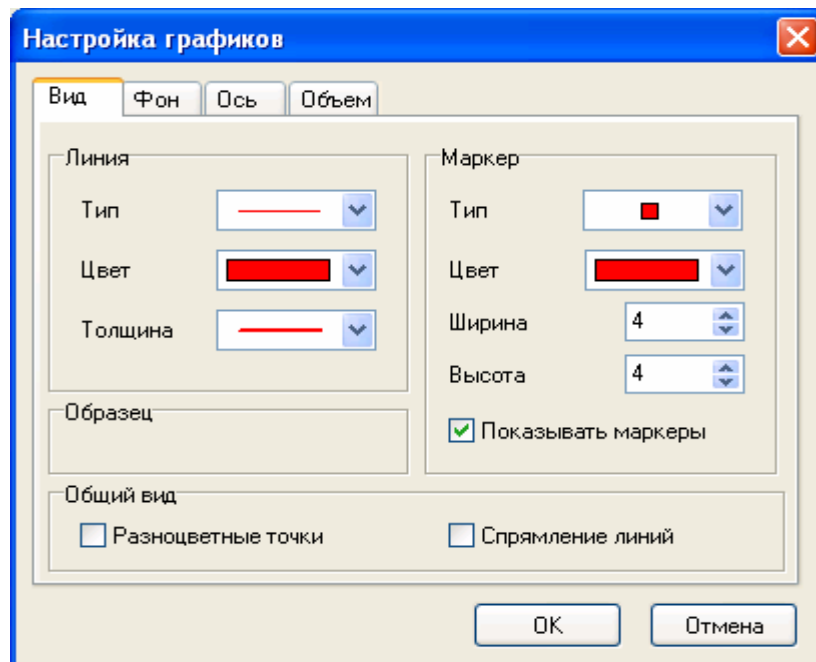 Настройка графиков
Вид Фон Ось Объем
Линия
Тип
Цвет
Толщина
Образец
Маркер
Тип
Цвет
Ширина 4
Высота 4
Показывать маркеры
Общий вид
Разноцветные точки Спрямление линий
OK Отмена